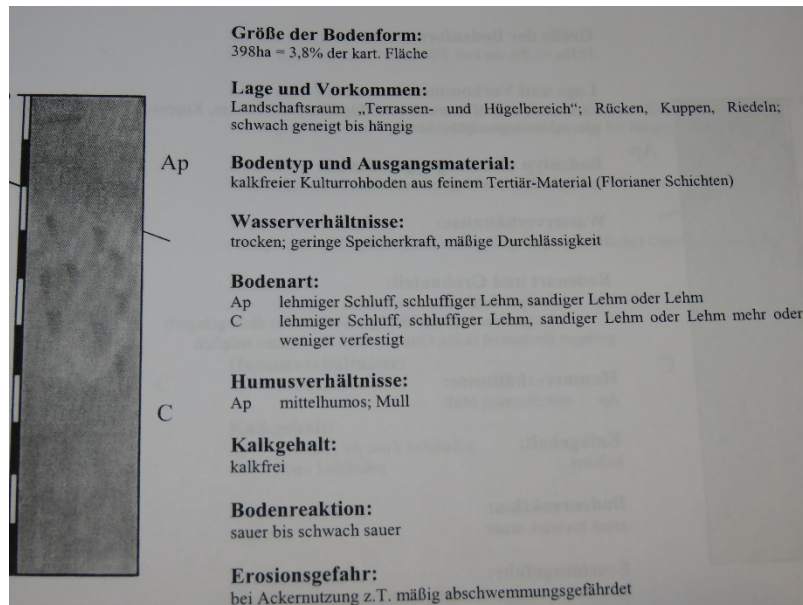 Größe der Bodenform:
398ha = 3,8% der kart. Fläche
Lage und Vorkommen:
Landschaftsraum „Terrassen- und Hügelbereich“; Rücken, Kuppen, Riedeln;
schwach geneigt bis hängig
Ap
Bodentyp und Ausgangsmaterial:
kalkfreier Kulturrohboden aus feinem Tertiär-Material (Florianer Schichten)
Wasserverhältnisse:
trocken; geringe Speicherkraft, mäßige Durchlässigkeit
Bodenart:
Ap lehmiger Schluff, schluffiger Lehm, sandiger Lehm oder Lehm
C lehmiger Schluff, schluffiger Lehm, sandiger Lehm oder Lehm mehr oder
weniger verfestigt
Humusverhältnisse:
Ap mittelhumos; Mull
C
Kalkgehalt:
kalkfrei
Bodenreaktion:
sauer bis schwach sauer
Erosionsgefahr:
bei Ackernutzung z.T. mäßig abschwemmungsgefährdet